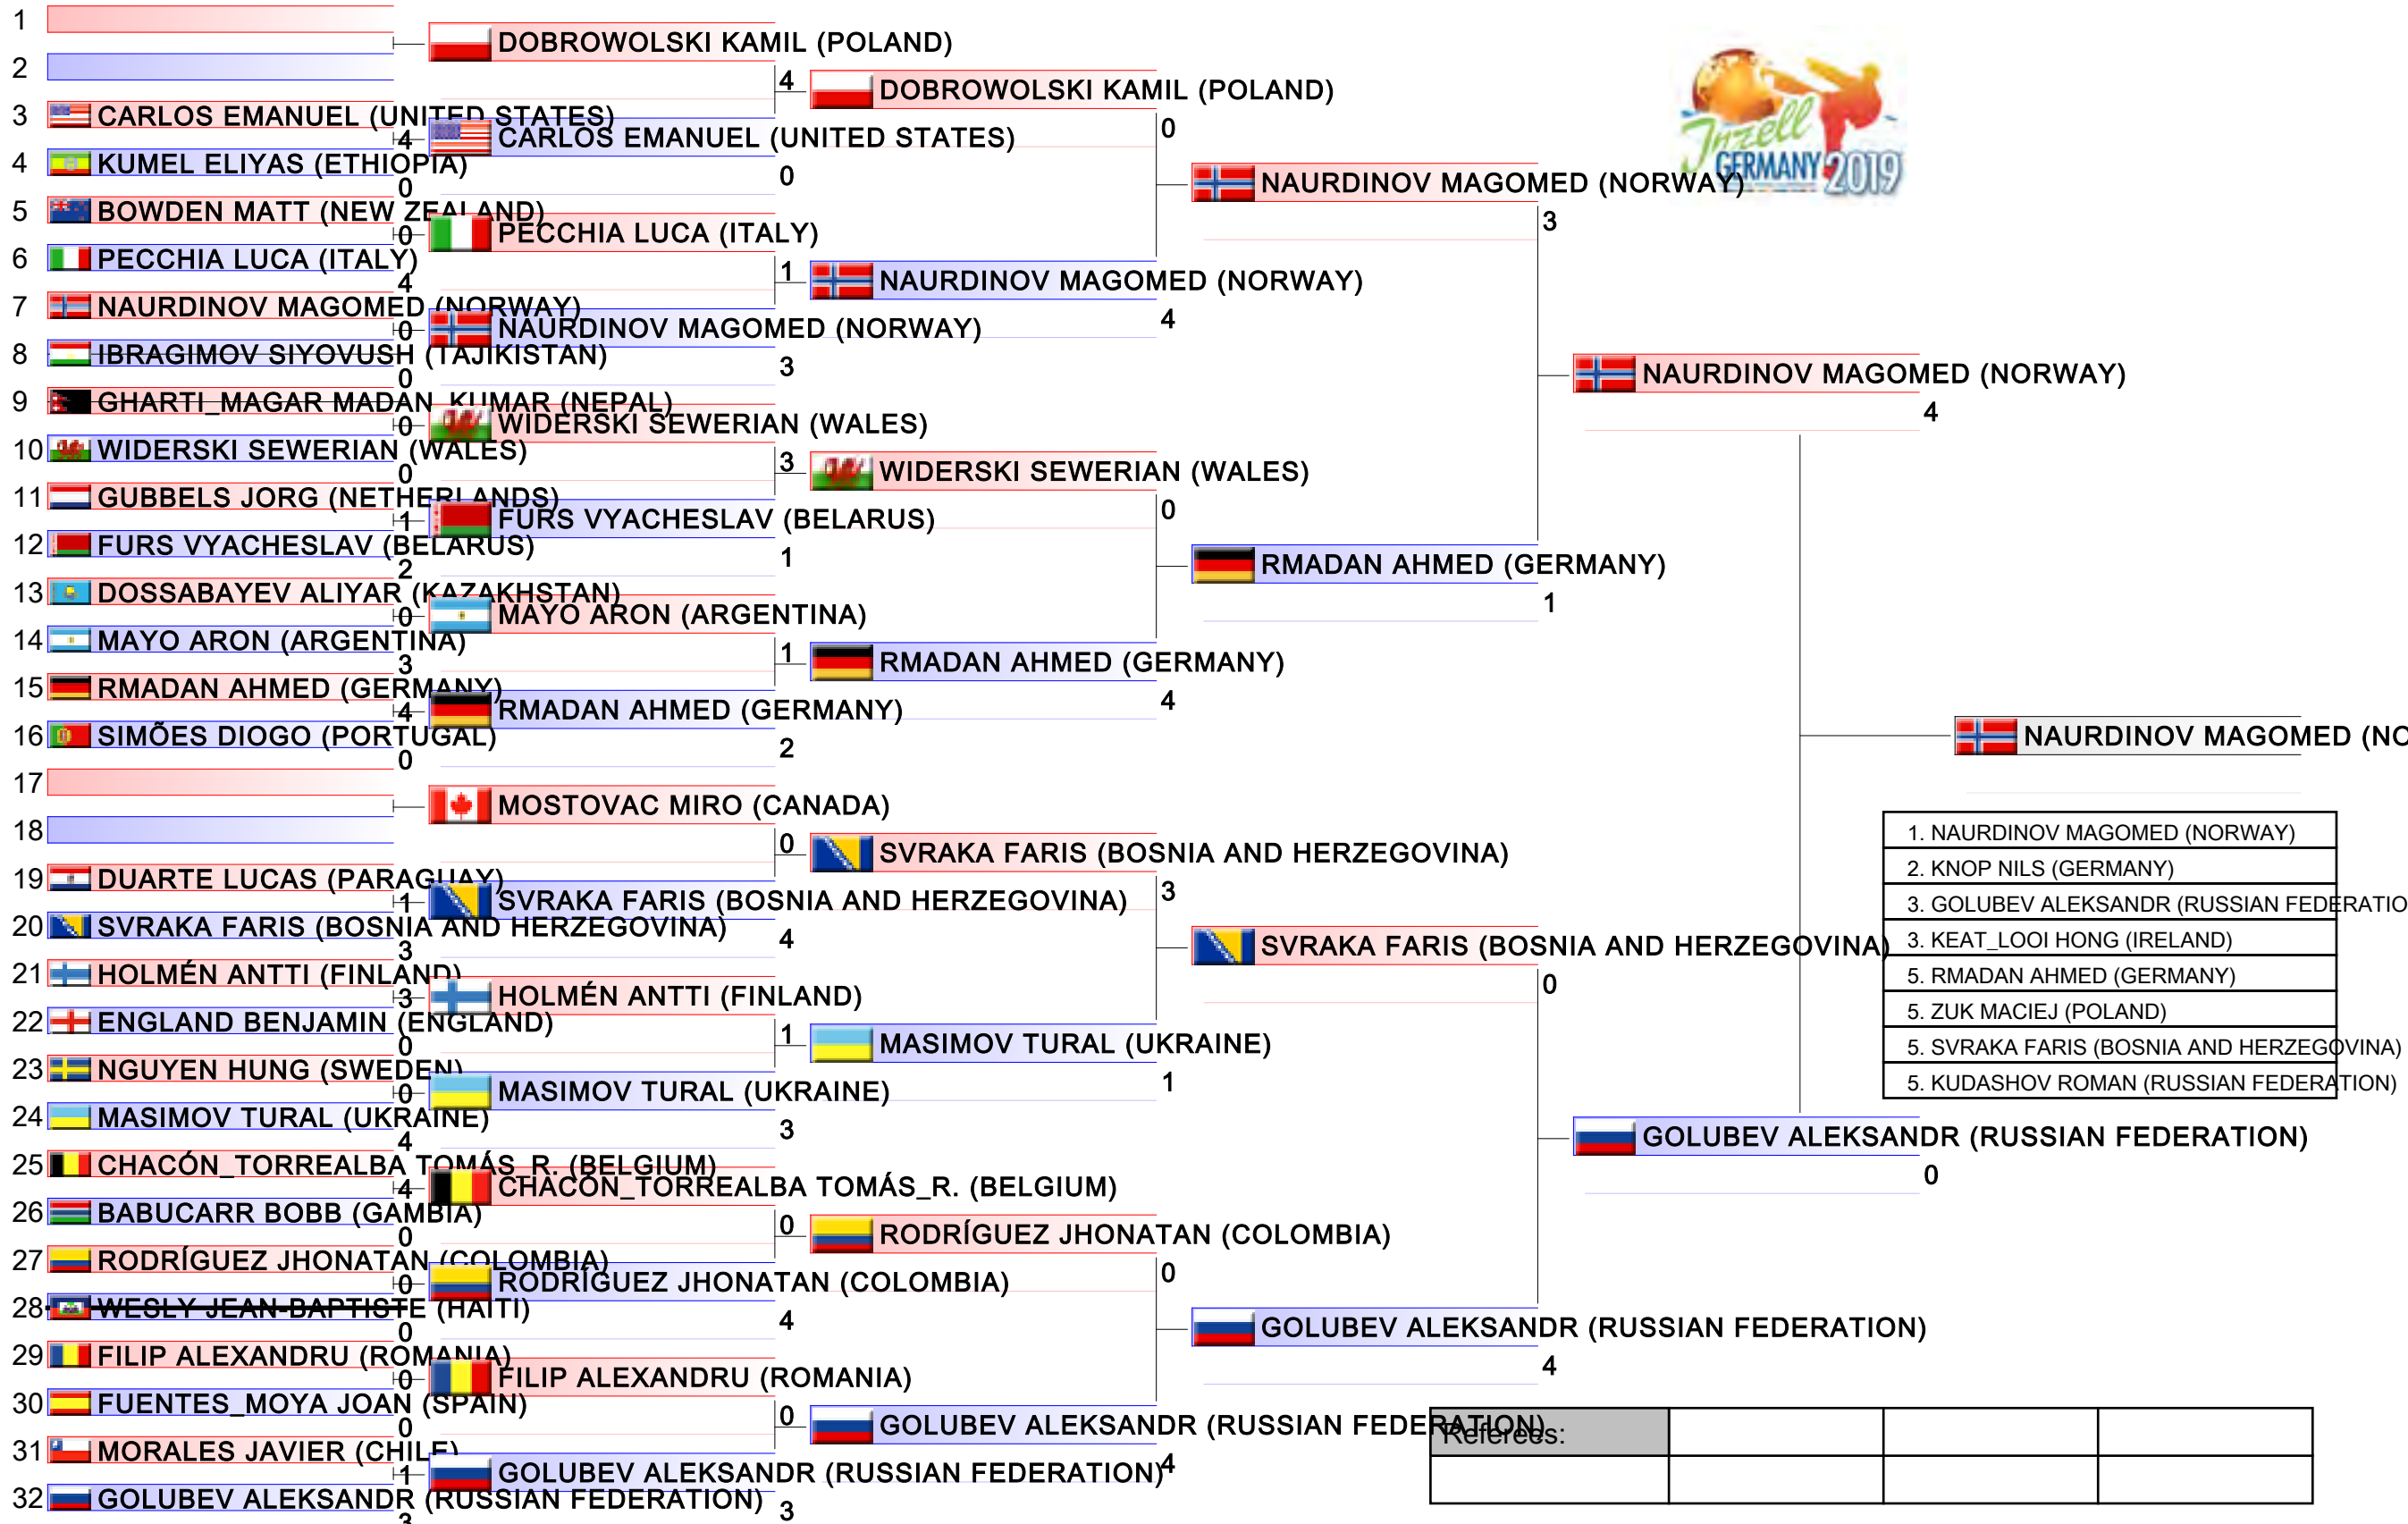 1
2
3 CARLOS EMANUEL (UNITED STATES)
4
4 KUMEL ELIYAS (ETHIOPIA)
0
5 BOWDEN MATT (NEW ZEALAND)
0
6 PECCHIA LUCA (ITALY)
4
7 NAURDINOV MAGOMED (NORWAY)
0
8 IBRAGIMOV SIYOVUSH (TAJIKISTAN)
0
9 GHARTI_MAGAR MADAN_KUMAR (NEPAL)
0
10 WIDERSKI SEWERIAN (WALES)
0
11 GUBBELS JORG (NETHERLANDS)
1
12 FURS VYACHESLAV (BELARUS)
2
13 DOSSABAYEV ALIYAR (KAZAKHSTAN)
0
14 MAYO ARON (ARGENTINA)
3
15 RMADAN AHMED (GERMANY)
4
16 SIMÕES DIOGO (PORTUGAL)
0
17
18
19 DUARTE LUCAS (PARAGUAY)
1
20 SVRAKA FARIS (BOSNIA AND HERZEGOVINA)
3
21 HOLMÉN ANTTI (FINLAND)
3
22 ENGLAND BENJAMIN (ENGLAND)
0
23 NGUYEN HUNG (SWEDEN)
0
24 MASIMOV TURAL (UKRAINE)
4
25 CHACÓN_TORREALBA TOMÁS_R. (BELGIUM)
4
26 BABUCARR BOBB (GAMBIA)
0
27 RODRÍGUEZ JHONATAN (COLOMBIA)
0
28 WESLY JEAN-BAPTISTE (HAITI)
0
29 FILIP ALEXANDRU (ROMANIA)
0
30 FUENTES_MOYA JOAN (SPAIN)
0
31 MORALES JAVIER (CHILE)
1
32 GOLUBEV ALEKSANDR (RUSSIAN FEDERATION)
3
DOBROWOLSKI KAMIL (POLAND)
4
CARLOS EMANUEL (UNITED STATES)
0
PECCHIA LUCA (ITALY)
1
NAURDINOV MAGOMED (NORWAY)
3
WIDERSKI SEWERIAN (WALES)
3
FURS VYACHESLAV (BELARUS)
1
MAYO ARON (ARGENTINA)
1
RMADAN AHMED (GERMANY)
2
MOSTOVAC MIRO (CANADA)
0
SVRAKA FARIS (BOSNIA AND HERZEGOVINA)
4
HOLMÉN ANTTI (FINLAND)
1
MASIMOV TURAL (UKRAINE)
3
CHACÓN_TORREALBA TOMÁS_R. (BELGIUM)
0
RODRÍGUEZ JHONATAN (COLOMBIA)
4
FILIP ALEXANDRU (ROMANIA)
0
GOLUBEV ALEKSANDR (RUSSIAN FEDERATION)
3
DOBROWOLSKI KAMIL (POLAND)
0
NAURDINOV MAGOMED (NORWAY)
4
WIDERSKI SEWERIAN (WALES)
0
RMADAN AHMED (GERMANY)
4
SVRAKA FARIS (BOSNIA AND HERZEGOVINA)
3
MASIMOV TURAL (UKRAINE)
1
RODRÍGUEZ JHONATAN (COLOMBIA)
0
GOLUBEV ALEKSANDR (RUSSIAN FEDERATION)
4
NAURDINOV MAGOMED (NORWAY)
3
RMADAN AHMED (GERMANY)
1
SVRAKA FARIS (BOSNIA AND HERZEGOVINA)
0
GOLUBEV ALEKSANDR (RUSSIAN FEDERATION)
4
NAURDINOV MAGOMED (NORWAY)
4
GOLUBEV ALEKSANDR (RUSSIAN FEDERATION)
0
NAURDINOV MAGOMED (NO
Inzell
GERMANY 2019
1. NAURDINOV MAGOMED (NORWAY)
2. KNOP NILS (GERMANY)
3. GOLUBEV ALEKSANDR (RUSSIAN FEDERATIO
3. KEAT_LOOI HONG (IRELAND)
5. RMADAN AHMED (GERMANY)
5. ZUK MACIEJ (POLAND)
5. SVRAKA FARIS (BOSNIA AND HERZEGOVINA)
5. KUDASHOV ROMAN (RUSSIAN FEDERATION)
Referees: